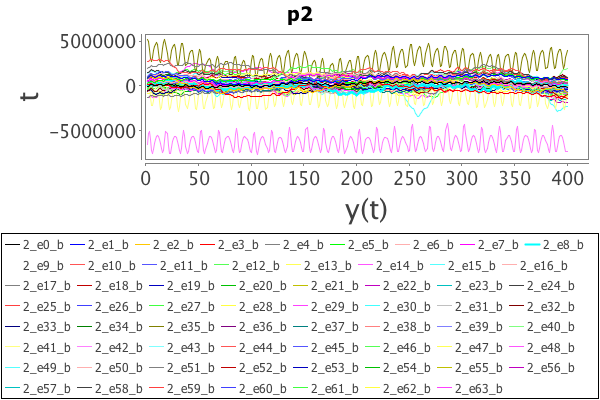 p2
5000000
0
−5000000
t
0 50 100 150 200 250 300 350 400
y(t)
2_e0_b 2_e1_b 2_e2_b 2_e3_b 2_e4_b 2_e5_b 2_e6_b 2_e7_b 2_e8_b
2_e9_b 2_e10_b 2_e11_b 2_e12_b 2_e13_b 2_e14_b 2_e15_b 2_e16_b
2_e17_b 2_e18_b 2_e19_b 2_e20_b 2_e21_b 2_e22_b 2_e23_b 2_e24_b
2_e25_b 2_e26_b 2_e27_b 2_e28_b 2_e29_b 2_e30_b 2_e31_b 2_e32_b
2_e33_b 2_e34_b 2_e35_b 2_e36_b 2_e37_b 2_e38_b 2_e39_b 2_e40_b
2_e41_b 2_e42_b 2_e43_b 2_e44_b 2_e45_b 2_e46_b 2_e47_b 2_e48_b
2_e49_b 2_e50_b 2_e51_b 2_e52_b 2_e53_b 2_e54_b 2_e55_b 2_e56_b
2_e57_b 2_e58_b 2_e59_b 2_e60_b 2_e61_b 2_e62_b 2_e63_b